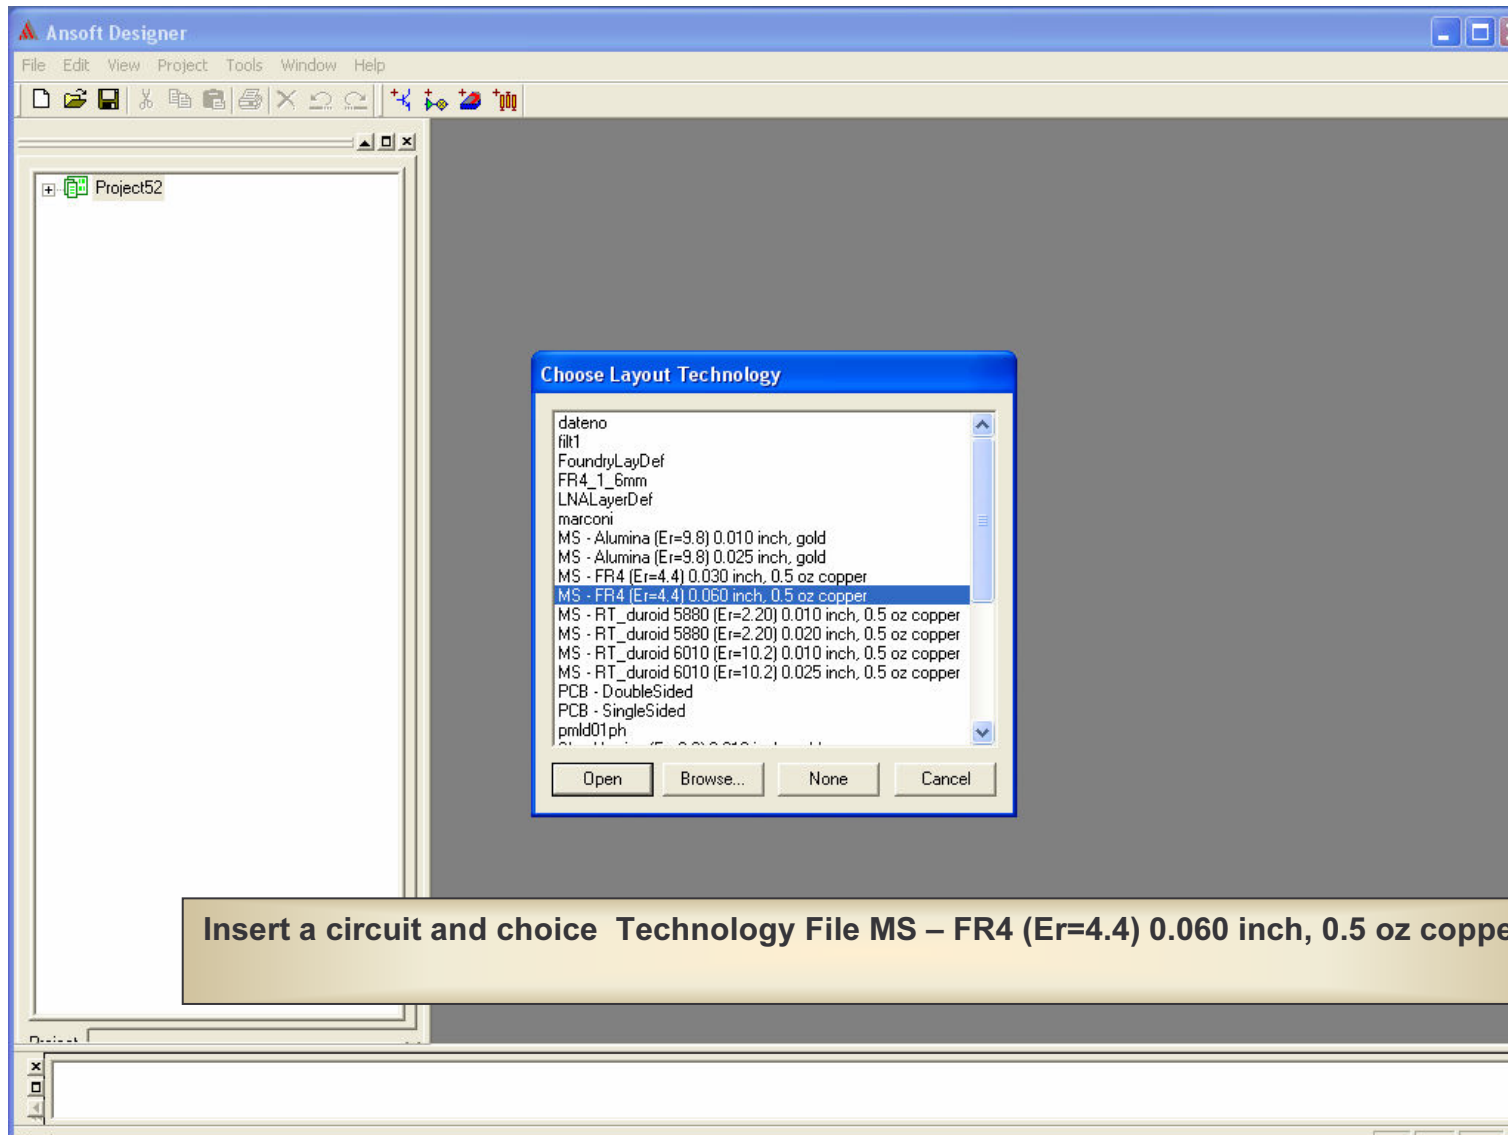 Ansoft Designer
File Edit View Project Tools Window Help
Project52
Choose Layout Technology
dateno
filt1
FoundryLayDef
FR4_1_6mm
LNALayerDef
marconi
MS - Alumina (Er=9.8) 0.010 inch, gold
MS - Alumina (Er=9.8) 0.025 inch, gold
MS - FR4 (Er=4.4) 0.030 inch, 0.5 oz copper
MS - FR4 (Er=4.4) 0.060 inch, 0.5 oz copper
MS - RT_duroid 5880 (Er=2.20) 0.010 inch, 0.5 oz copper
MS - RT_duroid 5880 (Er=2.20) 0.020 inch, 0.5 oz copper
MS - RT_duroid 6010 (Er=10.2) 0.010 inch, 0.5 oz copper
MS - RT_duroid 6010 (Er=10.2) 0.025 inch, 0.5 oz copper
PCB - DoubleSided
PCB - SingleSided
pmld01ph
Open Browse... None Cancel
Insert a circuit and choice Technology File MS – FR4 (Er=4.4) 0.060 inch, 0.5 oz coppe
Project